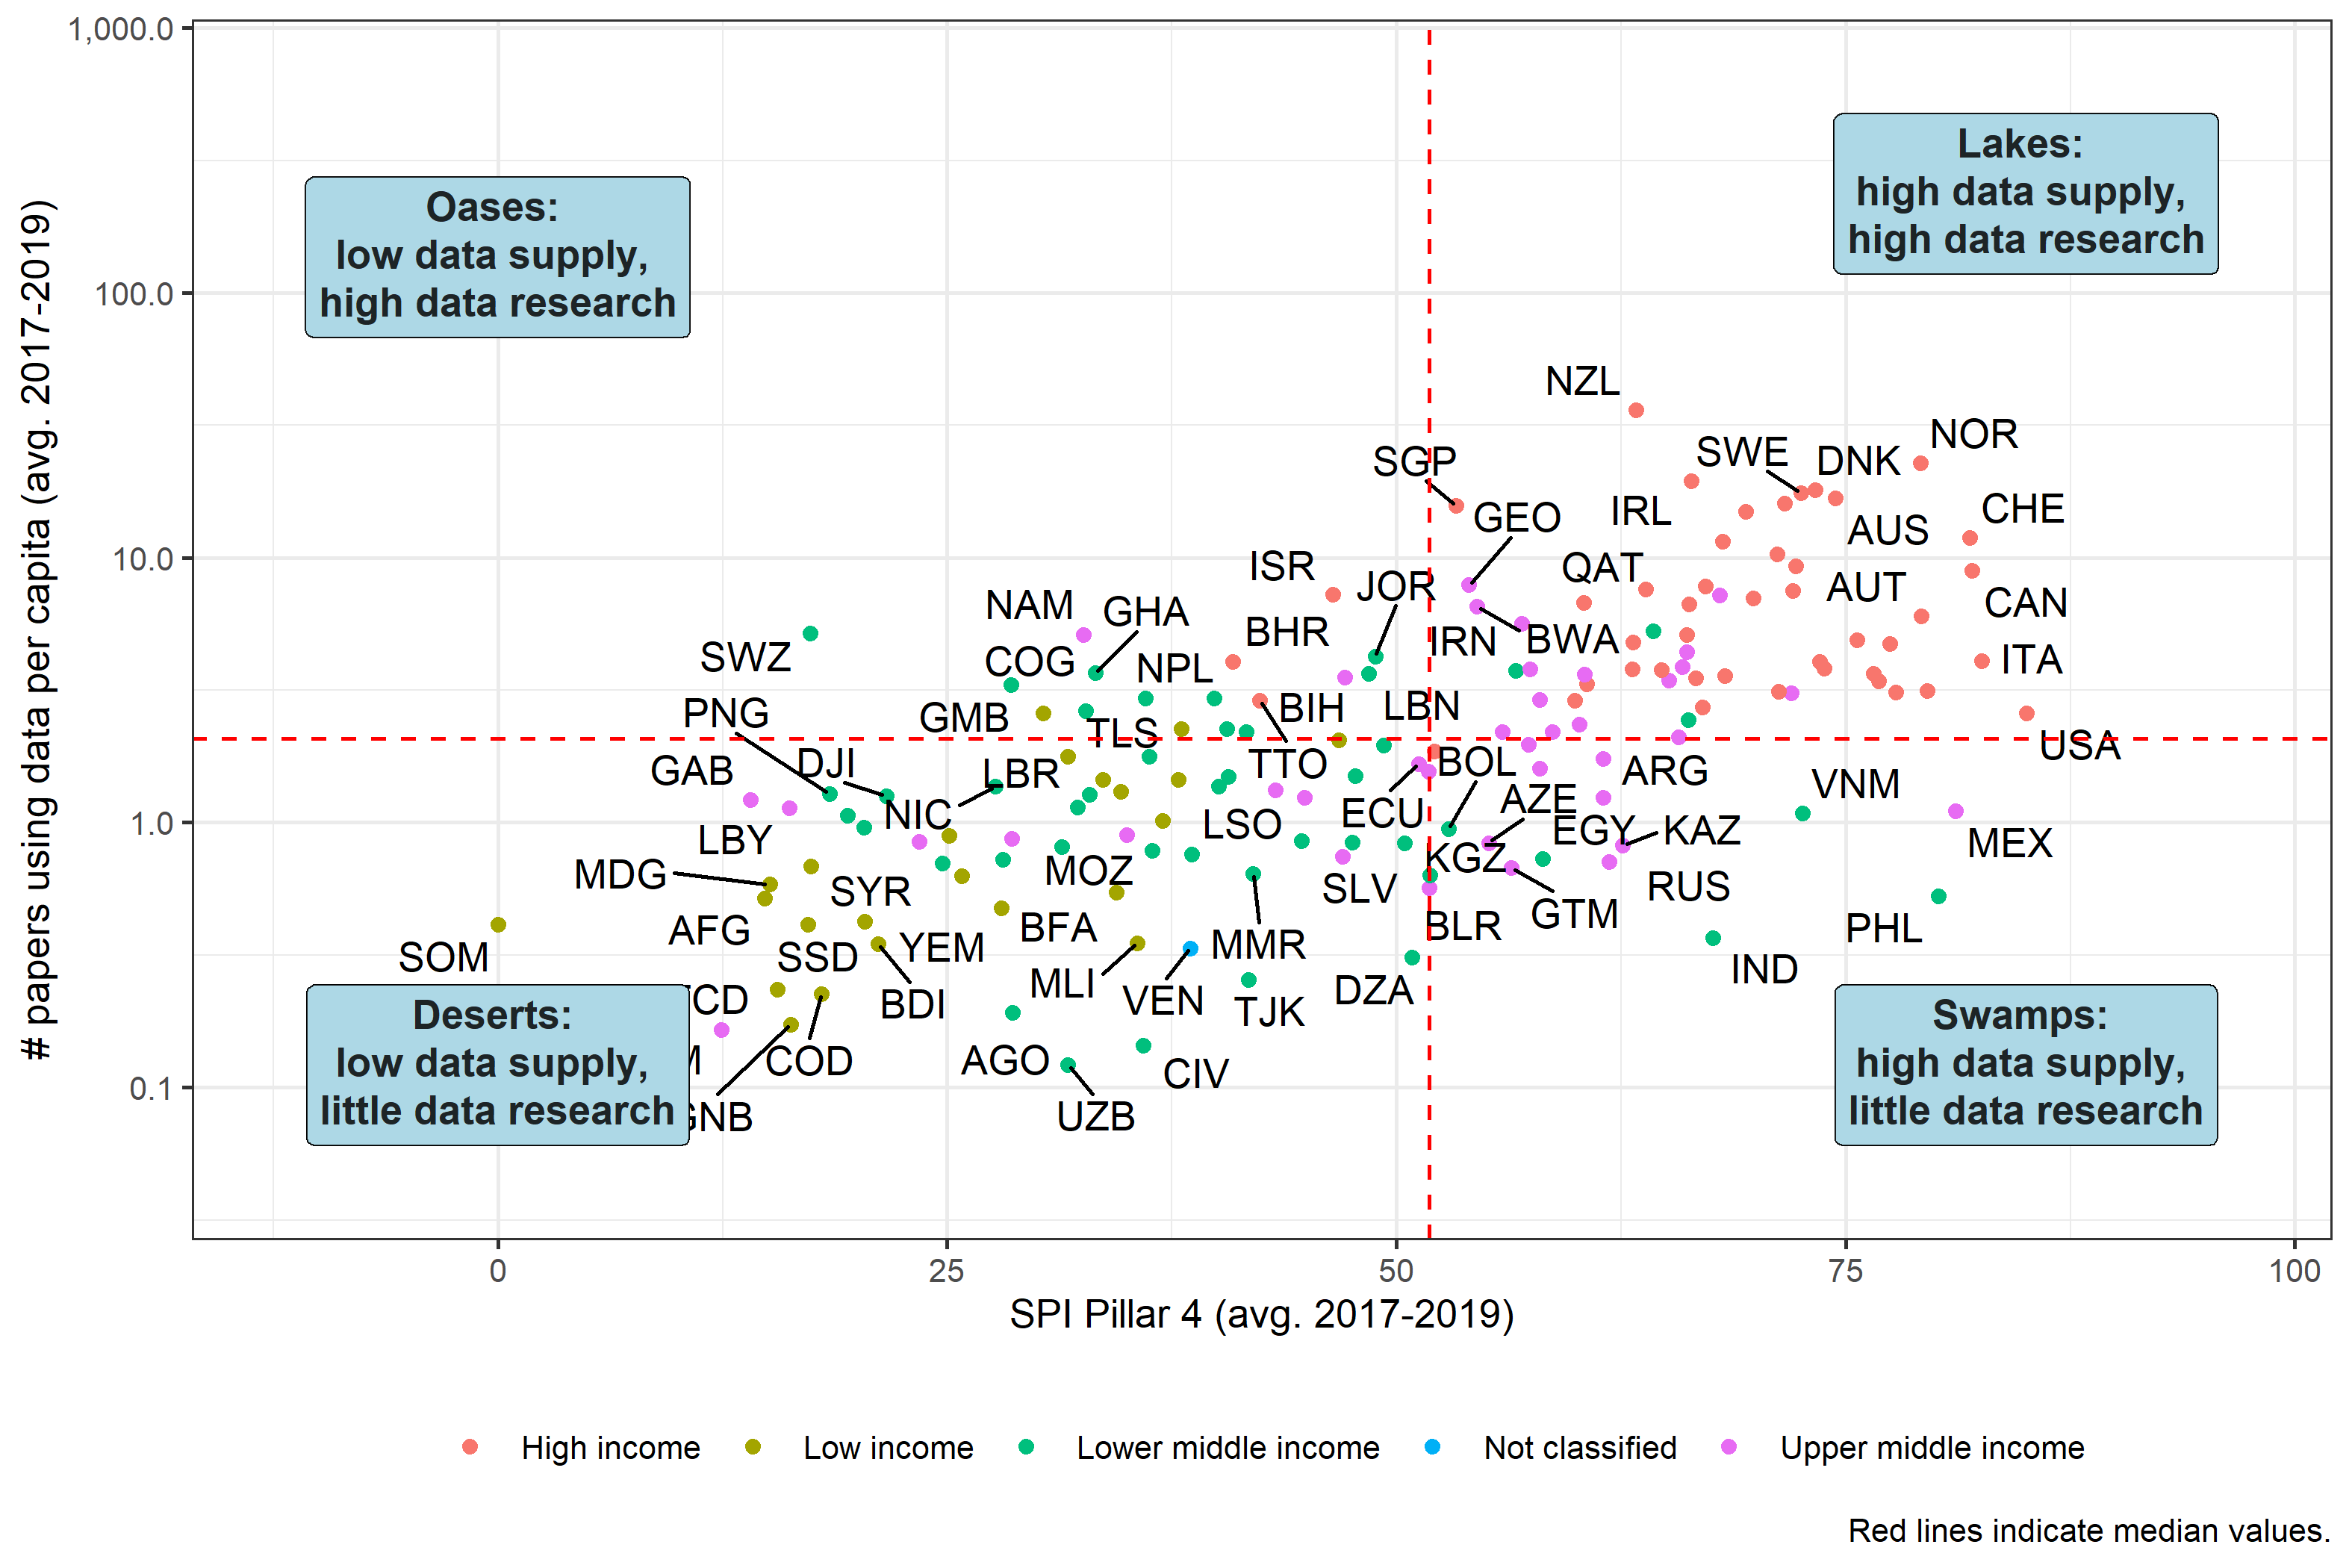 1,000.0
100.0
10.0
1.0
0.1
# papers using data per capita (avg. 2017-2019)
Oases:
low data supply,
high data research
Lakes:
high data supply,
high data research
Deserts:
low data supply,
little data research
Swamps:
high data supply,
little data research
NZL
NOR
SWE
DNK
SGP
CHE
IRL
GEO
AUS
ISR
QAT
JOR
AUT
CAN
NAM
GHA
BHR
IRN
BWA
SWZ
COG
NPL
ITA
PNG
GMB
BIH
LBN
TLS
USA
GAB
DJI
LBR
TTO
BOL
ARG
VNM
NIC
LSO
ECU
AZE
EGY
KAZ
LBY
MEX
MDG
MOZ
KGZ
SYR
SLV
RUS
AFG
BFA
BLR
GTM
PHL
SOM
SSD
YEM
MMR
IND
MLI
VEN
DZA
CD
BDI
TJK
COD
AGO
CIV
NB
UZB
0
25
50
75
100
SPI Pillar 4 (avg. 2017-2019)
High income
Low income
Lower middle income
Not classified
Upper middle income
Red lines indicate median values.